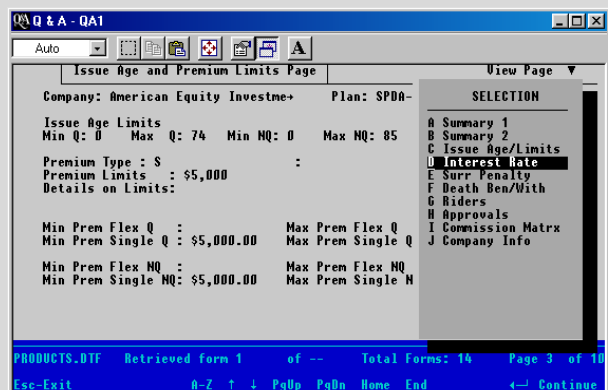 Q & A - QA1
Auto
A
Issue Age and Premium Limits Page View Page ▼
Company: American Equity Investme→ Plan: SPDA-
Issue Age Limits
Min Q: 0 Max Q: 74 Min NQ: 0 Max NQ: 85
Premium Type : S :
Premium Limits : $5,000
Details on Limits:
Min Prem Flex Q : Max Prem Flex Q
Min Prem Single Q : $5,000.00 Max Prem Single Q
Min Prem Flex NQ : Max Prem Flex NQ
Min Prem Single NQ: $5,000.00 Max Prem Single N
SELECTION
A Summary 1
B Summary 2
C Issue Age/Limits
D Interest Rate
E Surr Penalty
F Death Ben/With
G Riders
H Approvals
I Commission Matrx
J Company Info
PRODUCTS.DTF Retrieved form 1 of -- Total Forms: 14 Page 3 of 10
Esc-Exit A-Z ↑ ↓ PgUp PgDn Home End ←┘ Continue